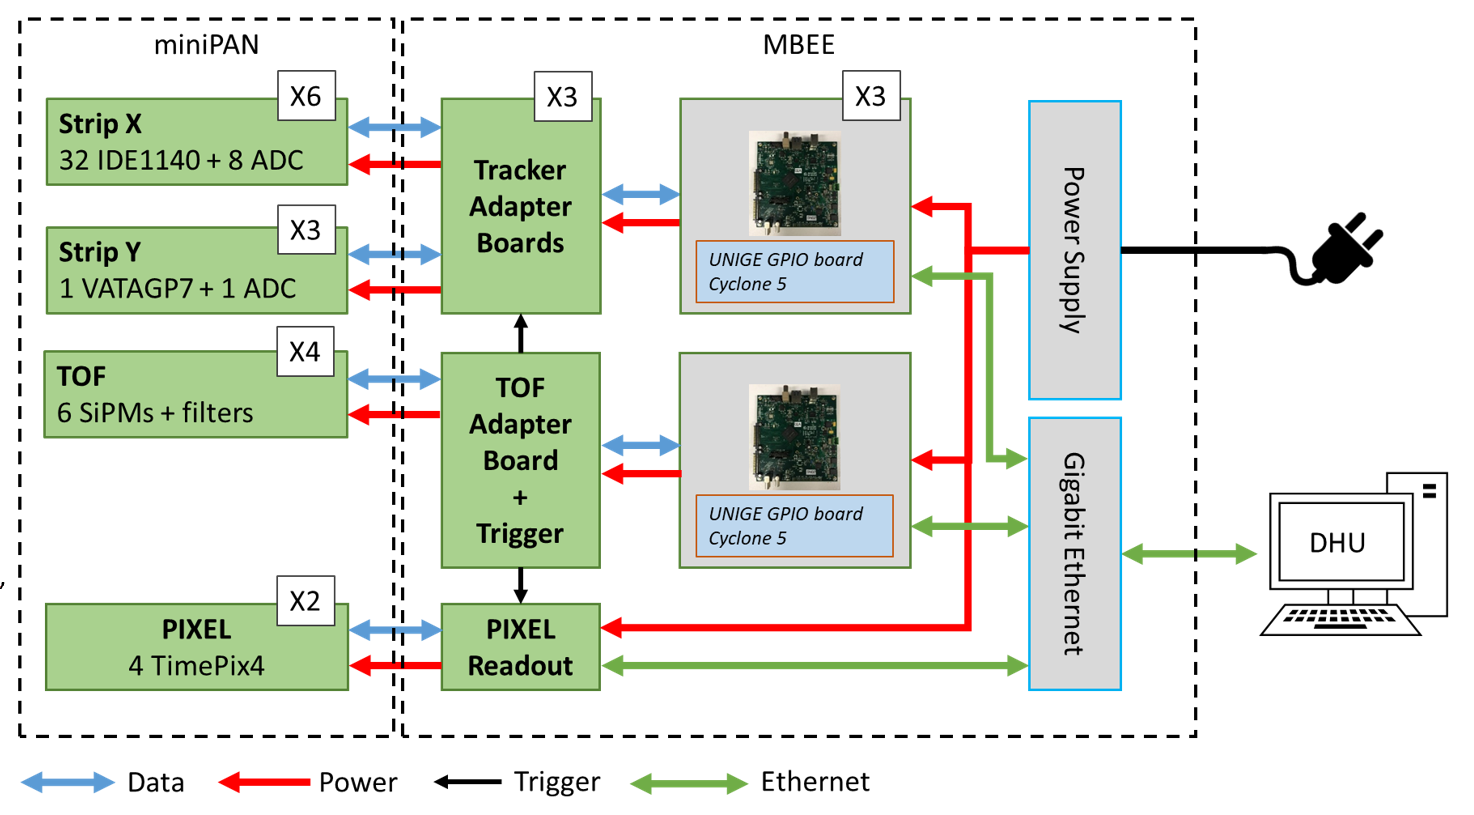 miniPAN
MBEE
X6
Strip X
32 IDE1140 + 8 ADC
X3
Strip Y
1 VATAGP7 + 1 ADC
X4
TOF
6 SiPMs + filters
X2
PIXEL
4 TimePix4
X3
Tracker
Adapter
Boards
TOF
Adapter
Board
+
Trigger
PIXEL
Readout
X3
UNIGE GPIO board
Cyclone 5
UNIGE GPIO board
Cyclone 5
Power Supply
Gigabit Ethernet
DHU
,
Data
Power
Trigger
Ethernet